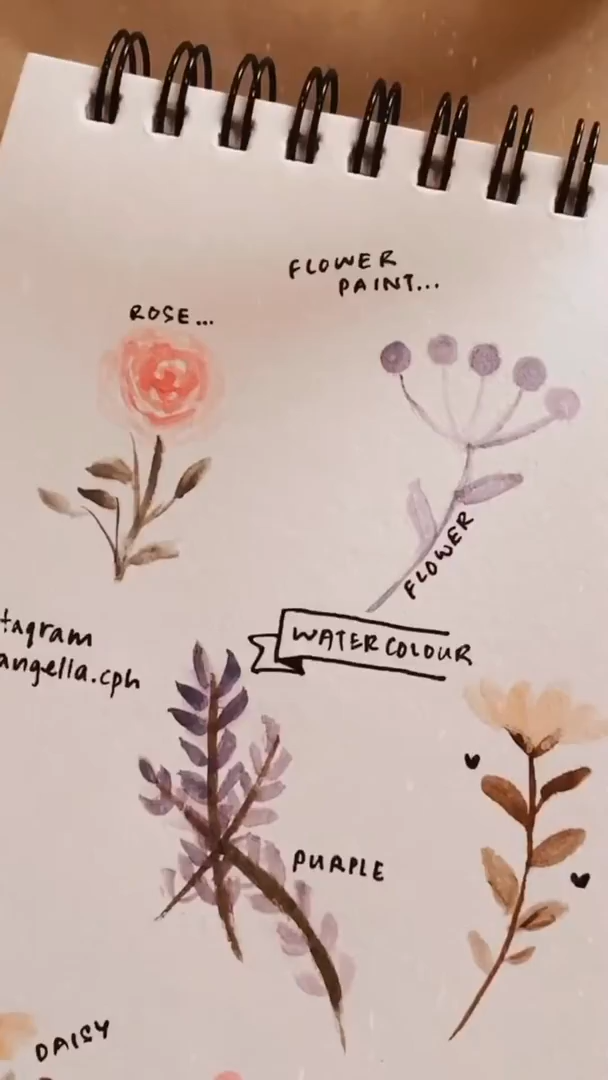 FLOWER
PAINT...
ROSE...
FLOWER
tagram
angella.cph
WATERCOLOUR
PURPLE
DAISY